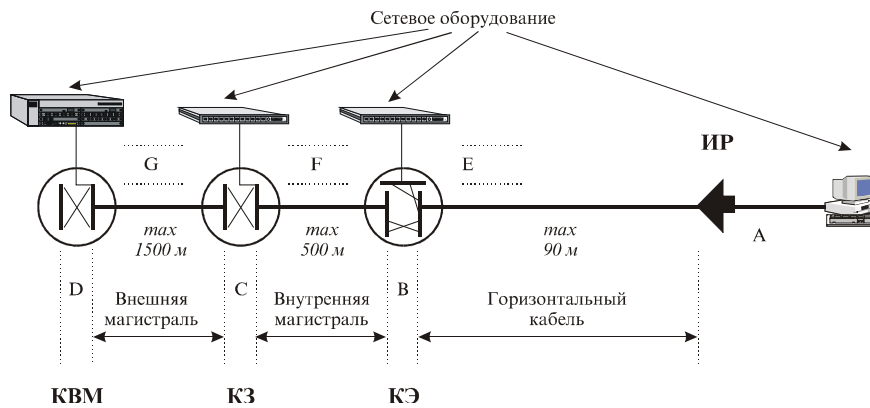 Сетевое оборудование
ИР
G
F
E
A
max
1500 м
max
500 м
max
90 м
D
C
B
Внешняя
магистраль
Внутренняя
магистраль
Горизонтальный
кабель
КВМ
КЗ
КЭ